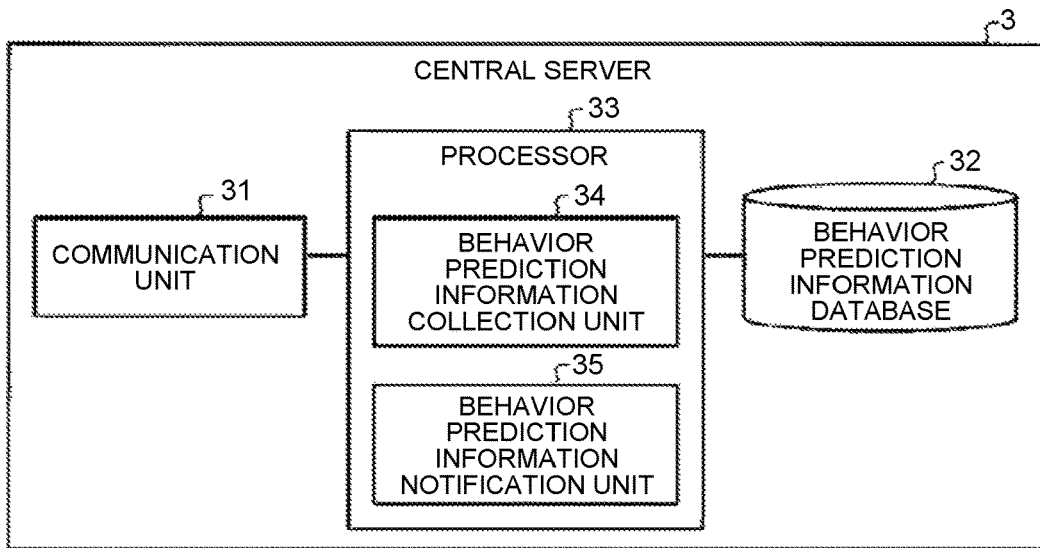 3
CENTRAL SERVER
33
PROCESSOR
31
COMMUNICATION
UNIT
34
BEHAVIOR
PREDICTION
INFORMATION
COLLECTION UNIT
35
BEHAVIOR
PREDICTION
INFORMATION
NOTIFICATION UNIT
32
BEHAVIOR
PREDICTION
INFORMATION
DATABASE